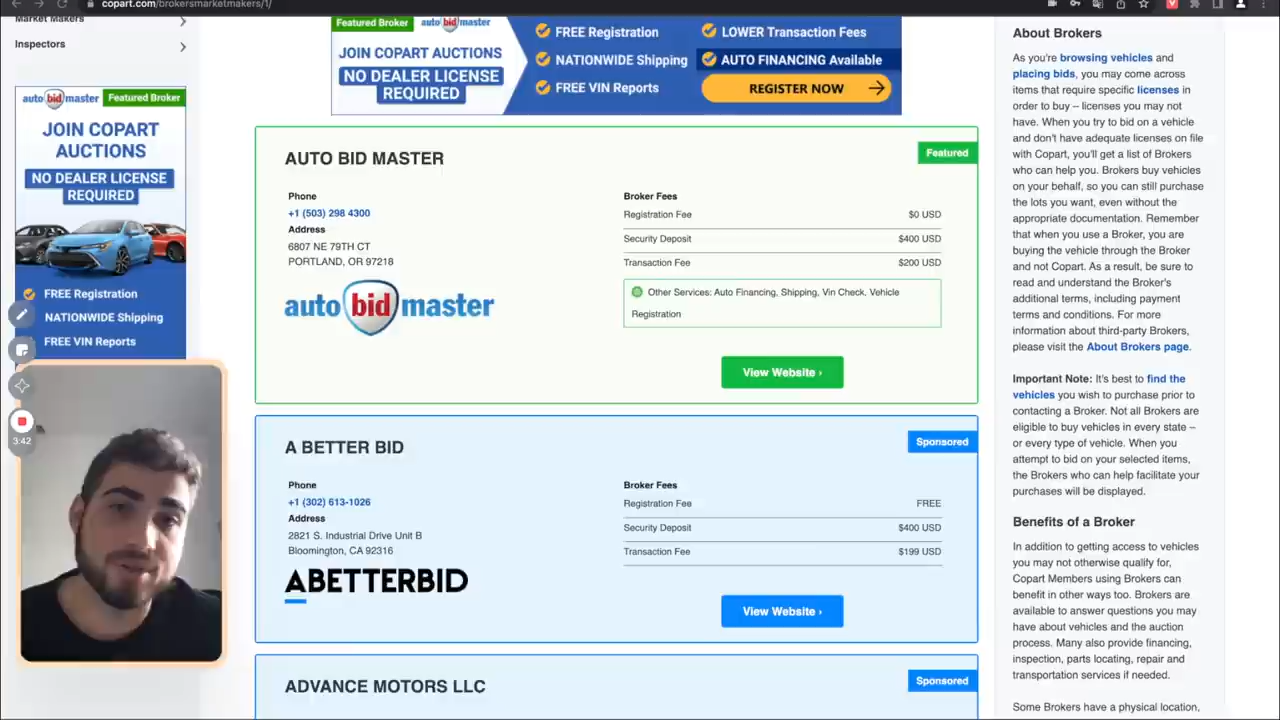 copart.com/brokersmarketmakers/1/
Market Makers
Inspectors
auto bid master
Featured Broker
JOIN COPART
AUCTIONS
NO DEALER LICENSE
REQUIRED
FREE Registration
NATIONWIDE Shipping
FREE VIN Reports
3:42
Featured Broker
auto bid master
JOIN COPART AUCTIONS
NO DEALER LICENSE
REQUIRED
FREE Registration
NATIONWIDE Shipping
FREE VIN Reports
LOWER Transaction Fees
AUTO FINANCING Available
REGISTER NOW
AUTO BID MASTER
Featured
Phone
+1 (503) 298 4300
Address
6807 NE 79TH CT
PORTLAND, OR 97218
auto bid master
Broker Fees
Registration Fee $0 USD
Security Deposit $400 USD
Transaction Fee $200 USD
Other Services: Auto Financing, Shipping, Vin Check. Vehicle
Registration
View Website ›
A BETTER BID
Sponsored
Phone
+1 (302) 613-1026
Address
2821 S. Industrial Drive Unit B
Bloomington, CA 92316
ABETTERBID
Broker Fees
Registration Fee FREE
Security Deposit $400 USD
Transaction Fee $199 USD
View Website ›
ADVANCE MOTORS LLC
Sponsored
About Brokers
As you're browsing vehicles and
placing bids, you may come across
items that require specific licenses in
order to buy – licenses you may not
have. When you try to bid on a vehicle
and don't have adequate licenses on file
with Copart, you'll get a list of Brokers
who can help you. Brokers buy vehicles
on your behalf, so you can still purchase
the lots you want, even without the
appropriate documentation. Remember
that when you use a Broker, you are
buying the vehicle through the Broker
and not Copart. As a result, be sure to
read and understand the Broker's
additional terms, including payment
terms and conditions. For more
information about third-party Brokers,
please visit the About Brokers page.
Important Note: It's best to find the
vehicles you wish to purchase prior to
contacting a Broker. Not all Brokers are
eligible to buy vehicles in every state –
or every type of vehicle. When you
attempt to bid on your selected items,
the Brokers who can help facilitate your
purchases will be displayed.
Benefits of a Broker
In addition to getting access to vehicles
you may not otherwise qualify for,
Copart Members using Brokers can
benefit in other ways too. Brokers are
available to answer questions you may
have about vehicles and the auction
process. Many also provide financing,
inspection, parts locating, repair and
transportation services if needed.
Some Brokers have a physical location,